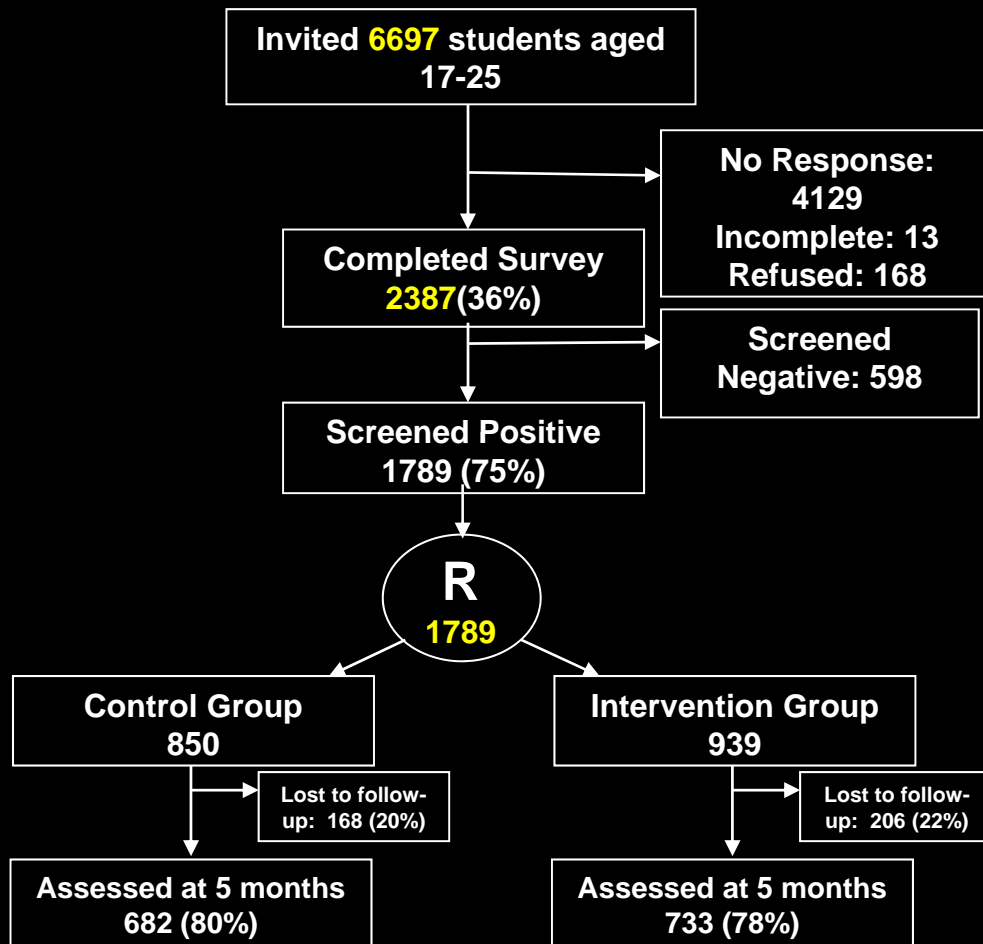 Invited 6697 students aged
17-25
No Response:
4129
Incomplete: 13
Refused: 168
Completed Survey
2387(36%)
Screened
Negative: 598
Screened Positive
1789 (75%)
R
1789
Control Group
850
Intervention Group
939
Lost to follow-
up:  168 (20%)
Lost to follow-
up:  206 (22%)
Assessed at 5 months
682 (80%)
Assessed at 5 months
733 (78%)